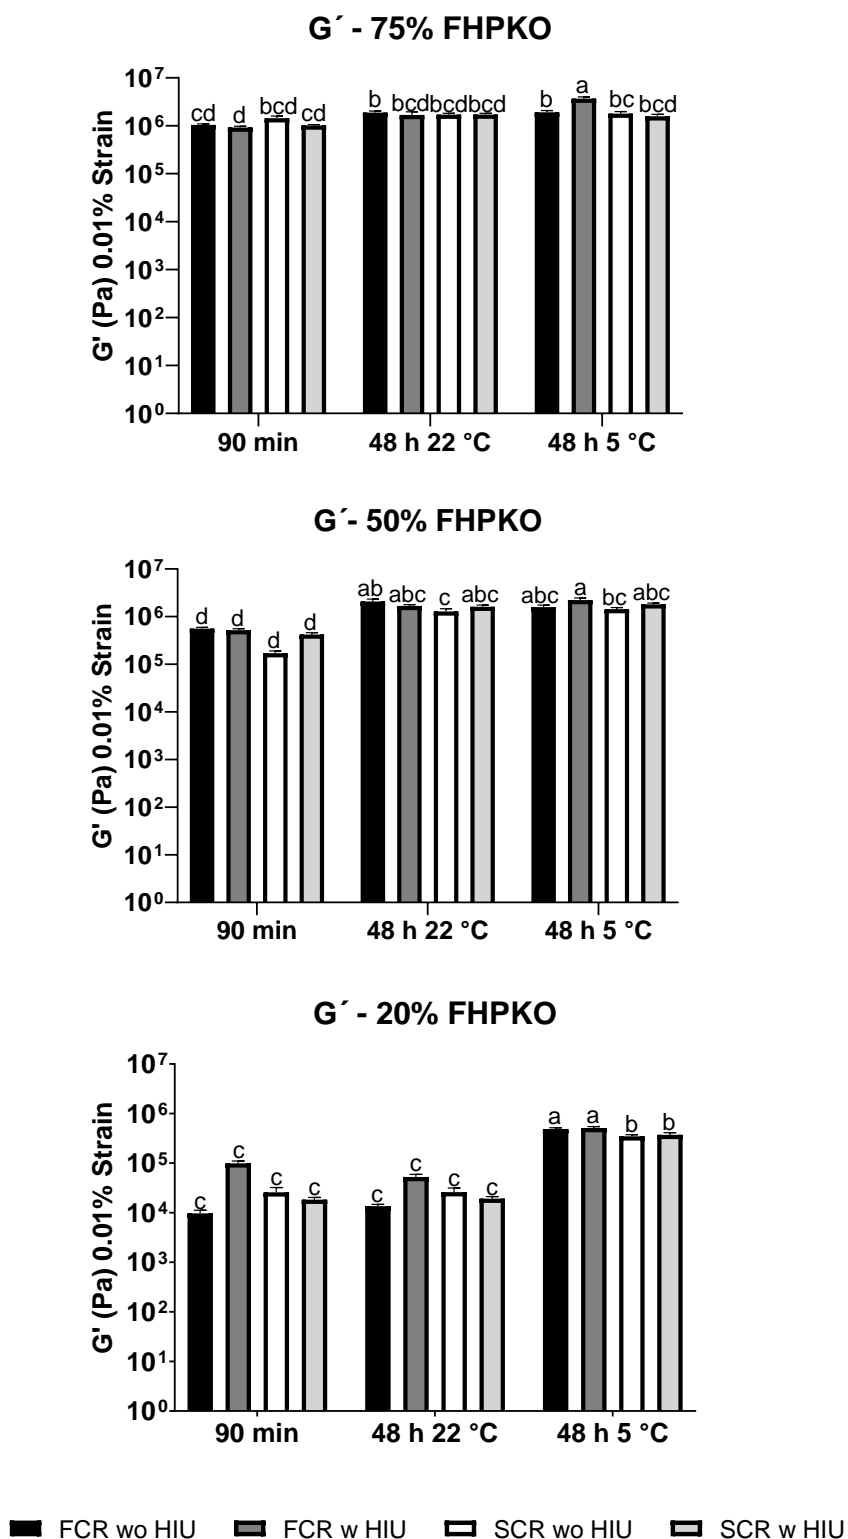 G´ - 75% FHPKO
G' (Pa) 0.01% Strain
10⁷
10⁶
10⁵
10⁴
10³
10²
10¹
10⁰
cd d bcd cd b bcd bcd bcd b a bc bcd
90 min 48 h 22 °C 48 h 5 °C
G´- 50% FHPKO
G' (Pa) 0.01% Strain
10⁷
10⁶
10⁵
10⁴
10³
10²
10¹
10⁰
d d d d ab abc c abc abc a bc abc
90 min 48 h 22 °C 48 h 5 °C
G´ - 20% FHPKO
G' (Pa) 0.01% Strain
10⁷
10⁶
10⁵
10⁴
10³
10²
10¹
10⁰
c c c c c c c c a a b b
90 min 48 h 22 °C 48 h 5 °C
FCR wo HIU FCR w HIU SCR wo HIU SCR w HIU